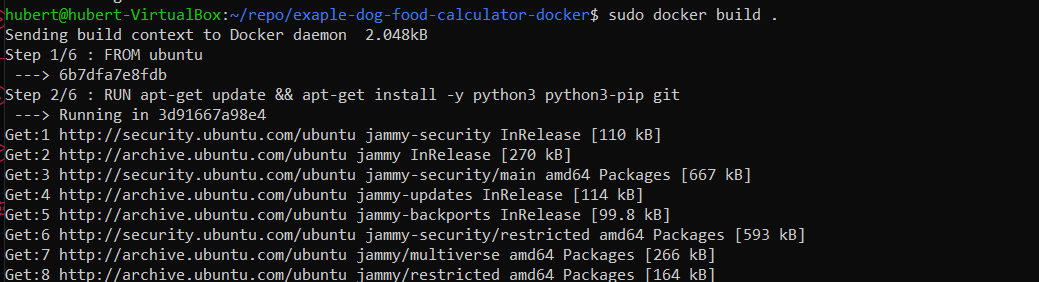 hubert@hubert-VirtualBox:~/repo/exaple-dog-food-calculator-docker$ sudo docker build .
Sending build context to Docker daemon  2.048kB
Step 1/6 : FROM ubuntu
 ---> 6b7dfa7e8fdb
Step 2/6 : RUN apt-get update && apt-get install -y python3 python3-pip git
 ---> Running in 3d91667a98e4
Get:1 http://security.ubuntu.com/ubuntu jammy-security InRelease [110 kB]
Get:2 http://archive.ubuntu.com/ubuntu jammy InRelease [270 kB]
Get:3 http://security.ubuntu.com/ubuntu jammy-security/main amd64 Packages [667 kB]
Get:4 http://archive.ubuntu.com/ubuntu jammy-updates InRelease [114 kB]
Get:5 http://archive.ubuntu.com/ubuntu jammy-backports InRelease [99.8 kB]
Get:6 http://security.ubuntu.com/ubuntu jammy-security/restricted amd64 Packages [593 kB]
Get:7 http://archive.ubuntu.com/ubuntu jammy/multiverse amd64 Packages [266 kB]
Get:8 http://archive.ubuntu.com/ubuntu jammy/restricted amd64 Packages [164 kB]